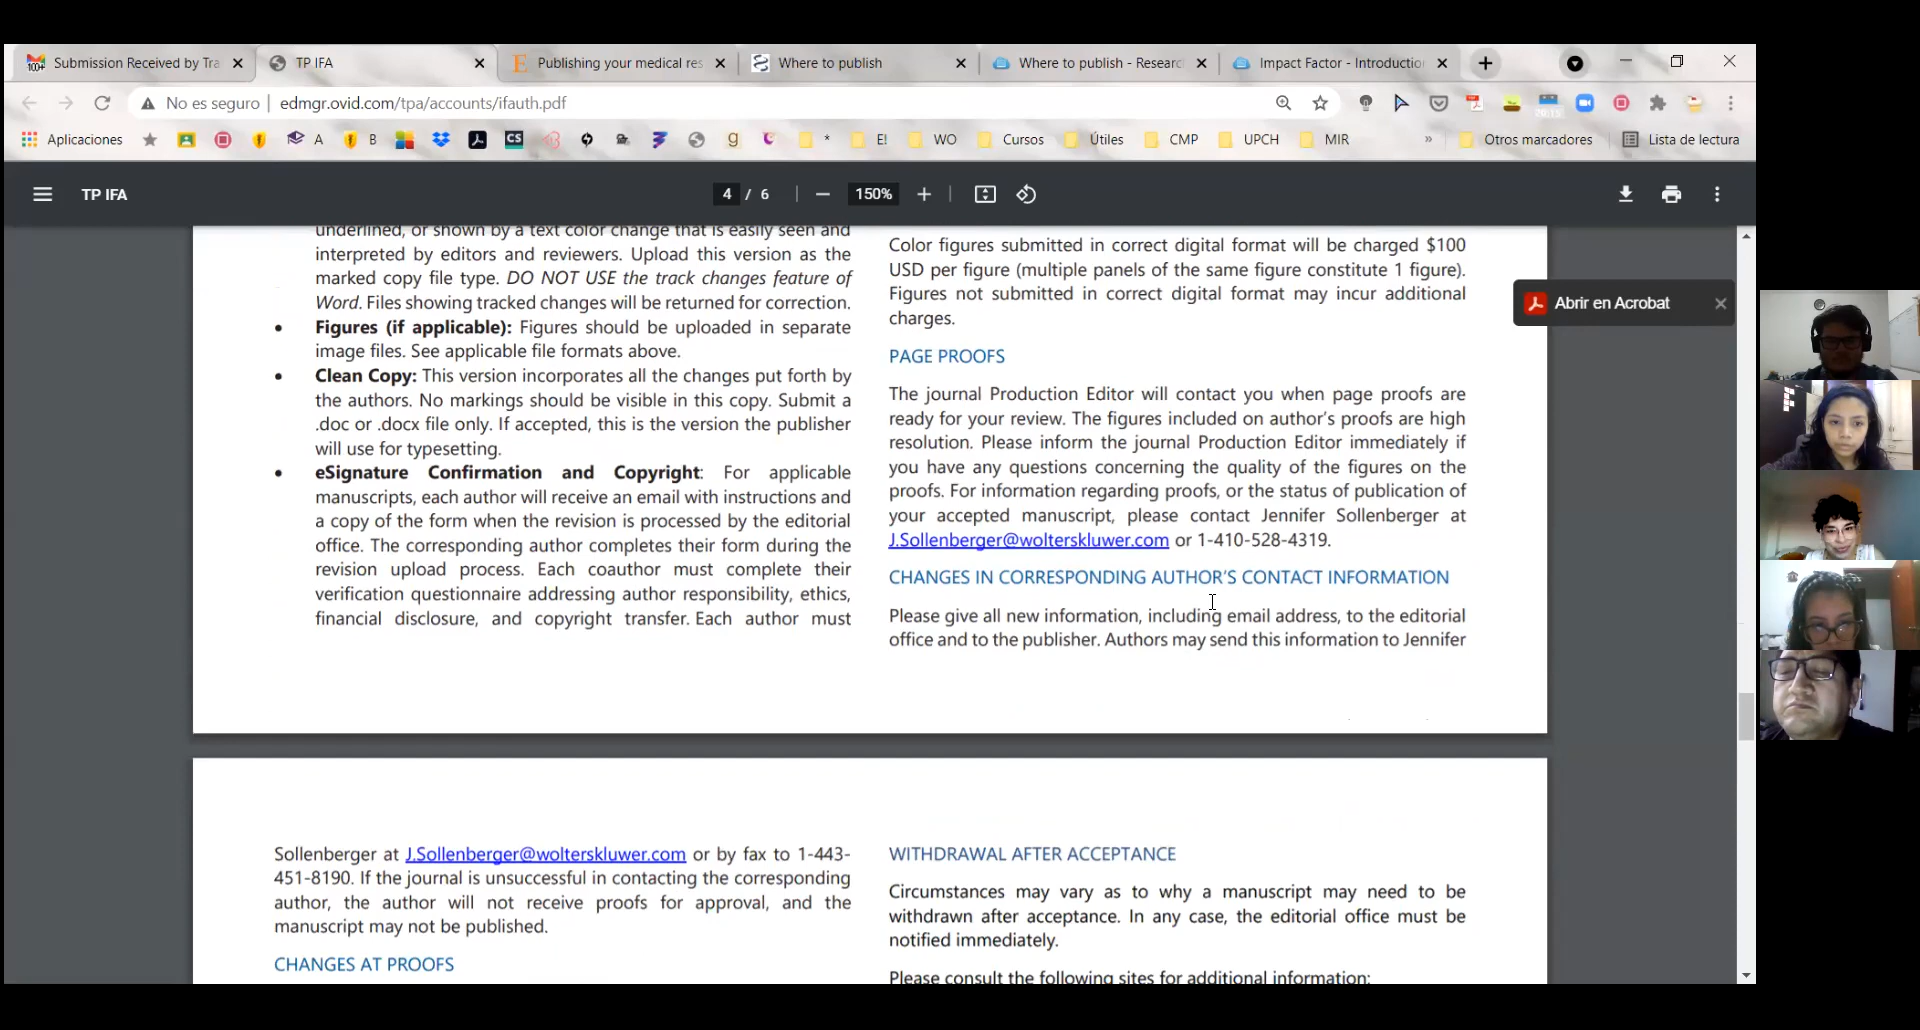 Submission Received by Tra
TP IFA
Publishing your medical res
Where to publish
Where to publish - Researc
Impact Factor - Introduction
No es seguro
edmgr.ovid.com/tpa/accounts/ifauth.pdf
Aplicaciones
A
B
CS
g
*
E!
WO
Cursos
Útiles
CMP
UPCH
MIR
»
Otros marcadores
Lista de lectura
TP IFA
4 / 6
150%
Abrir en Acrobat
underlined, or shown by a text color change that is easily seen and
interpreted by editors and reviewers. Upload this version as the
marked copy file type. DO NOT USE the track changes feature of
Word. Files showing tracked changes will be returned for correction.
• Figures (if applicable): Figures should be uploaded in separate
image files. See applicable file formats above.
• Clean Copy: This version incorporates all the changes put forth by
the authors. No markings should be visible in this copy. Submit a
.doc or .docx file only. If accepted, this is the version the publisher
will use for typesetting.
• eSignature Confirmation and Copyright: For applicable
manuscripts, each author will receive an email with instructions and
a copy of the form when the revision is processed by the editorial
office. The corresponding author completes their form during the
revision upload process. Each coauthor must complete their
verification questionnaire addressing author responsibility, ethics,
financial disclosure, and copyright transfer. Each author must
Color figures submitted in correct digital format will be charged $100
USD per figure (multiple panels of the same figure constitute 1 figure).
Figures not submitted in correct digital format may incur additional
charges.
PAGE PROOFS
The journal Production Editor will contact you when page proofs are
ready for your review. The figures included on author's proofs are high
resolution. Please inform the journal Production Editor immediately if
you have any questions concerning the quality of the figures on the
proofs. For information regarding proofs, or the status of publication of
your accepted manuscript, please contact Jennifer Sollenberger at
J.Sollenberger@wolterskluwer.com or 1-410-528-4319.
CHANGES IN CORRESPONDING AUTHOR'S CONTACT INFORMATION
Please give all new information, including email address, to the editorial
office and to the publisher. Authors may send this information to Jennifer
Sollenberger at J.Sollenberger@wolterskluwer.com or by fax to 1-443-
451-8190. If the journal is unsuccessful in contacting the corresponding
author, the author will not receive proofs for approval, and the
manuscript may not be published.
CHANGES AT PROOFS
WITHDRAWAL AFTER ACCEPTANCE
Circumstances may vary as to why a manuscript may need to be
withdrawn after acceptance. In any case, the editorial office must be
notified immediately.
Please consult the following sites for additional information: